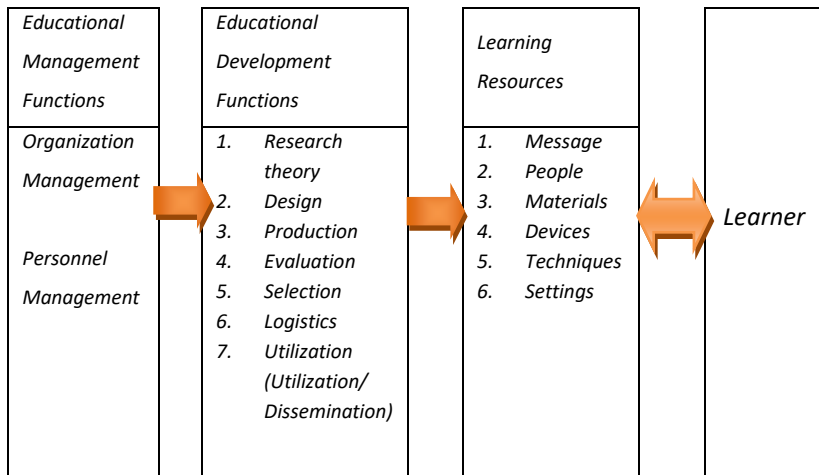 Educational
Management
Functions
Organization
Management
Personnel
Management
Educational
Development
Functions
1. Research
theory
2. Design
3. Production
4. Evaluation
5. Selection
6. Logistics
7. Utilization
(Utilization/
Dissemination)
Learning
Resources
1. Message
2. People
3. Materials
4. Devices
5. Techniques
6. Settings
Learner